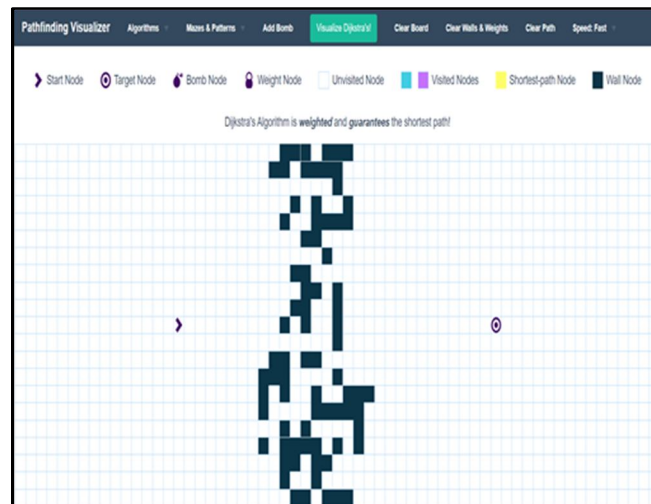 Pathfinding Visualizer Algorithms Mazes & Patterns Add Bomb Visualize Dijkstra's! Clear Board Clear Walls & Weights Clear Path Speed: Fast
Start Node Target Node Bomb Node Weight Node Unvisited Node Visited Nodes Shortest-path Node Wall Node
Dijkstra's Algorithm is weighted and guarantees the shortest path!